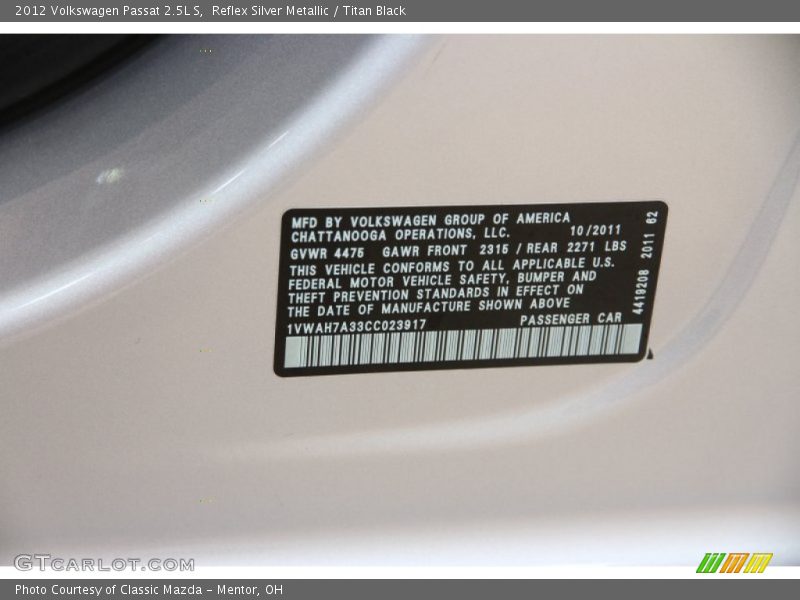 2012 Volkswagen Passat 2.5L S,  Reflex Silver Metallic / Titan Black
MFD BY VOLKSWAGEN GROUP OF AMERICA
CHATTANOOGA OPERATIONS, LLC. 10/2011
GVWR 4475 GAWR FRONT 2315 / REAR 2271 LBS
THIS VEHICLE CONFORMS TO ALL APPLICABLE U.S.
FEDERAL MOTOR VEHICLE SAFETY, BUMPER AND
THEFT PREVENTION STANDARDS IN EFFECT ON
THE DATE OF MANUFACTURE SHOWN ABOVE
1VWAH7A33CC023917 PASSENGER CAR
4419208 2011 62
GTCARLOT.COM
Photo Courtesy of Classic Mazda - Mentor, OH